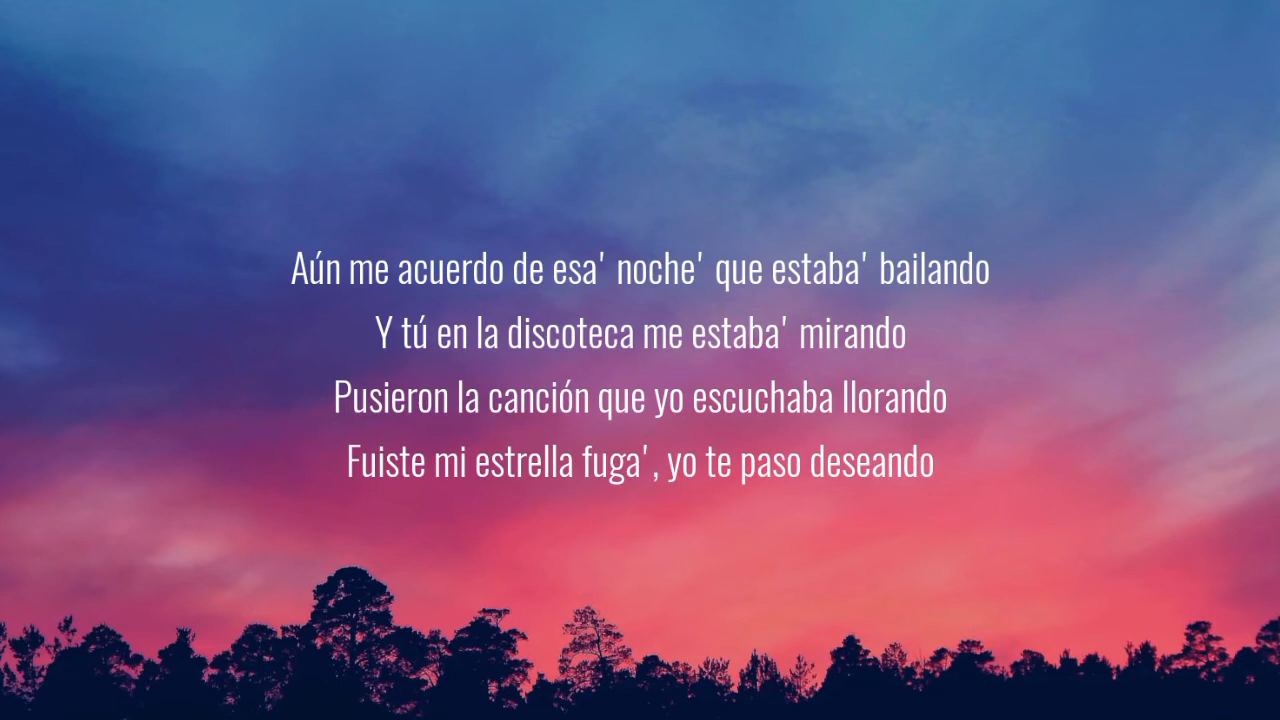 Aún me acuerdo de esa' noche' que estaba' bailando
Y tú en la discoteca me estaba' mirando
Pusieron la canción que yo escuchaba llorando
Fuiste mi estrella fuga', yo te paso deseando